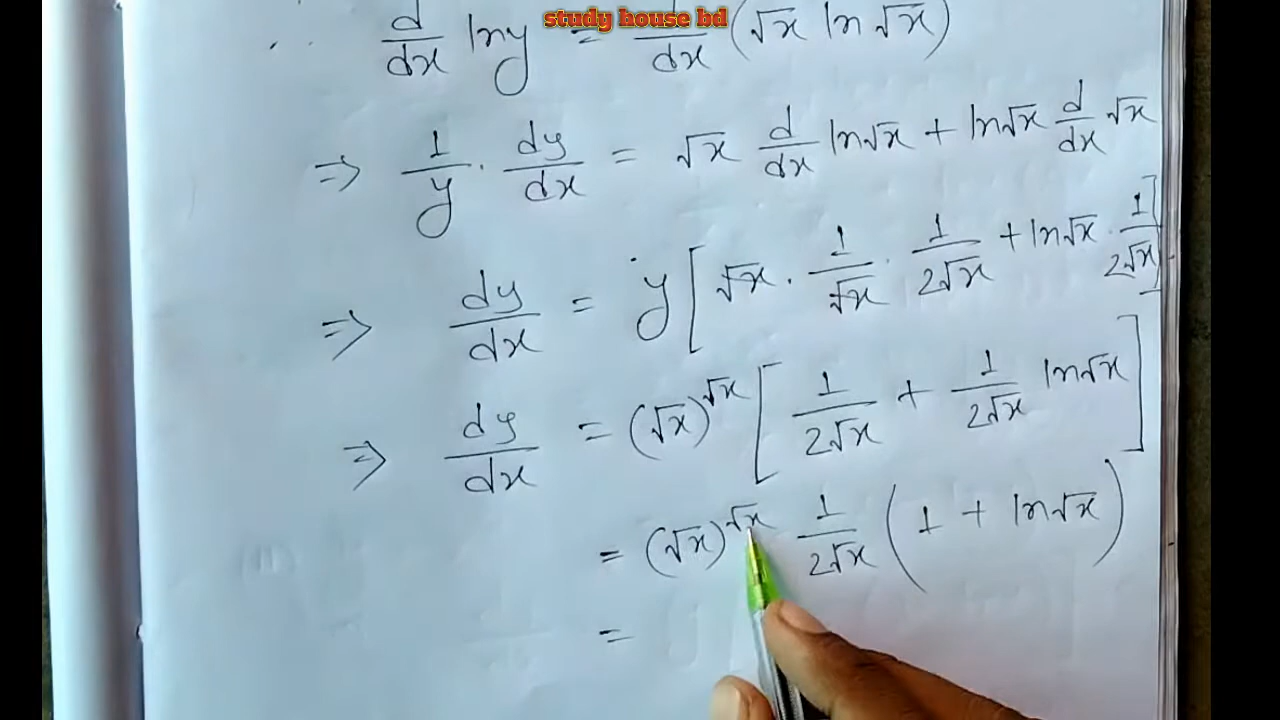 study house bd
∴ d/dx lny = d/dx (√x ln √x)
⇒ 1/y · dy/dx = √x d/dx ln√x + ln√x d/dx √x
⇒ dy/dx = y [√x · 1/√x · 1/2√x + ln√x · 1/2√x]
⇒ dy/dx = (√x)^√x [1/2√x + 1/2√x ln√x]
= (√x)^√x 1/2√x (1 + ln√x)
=